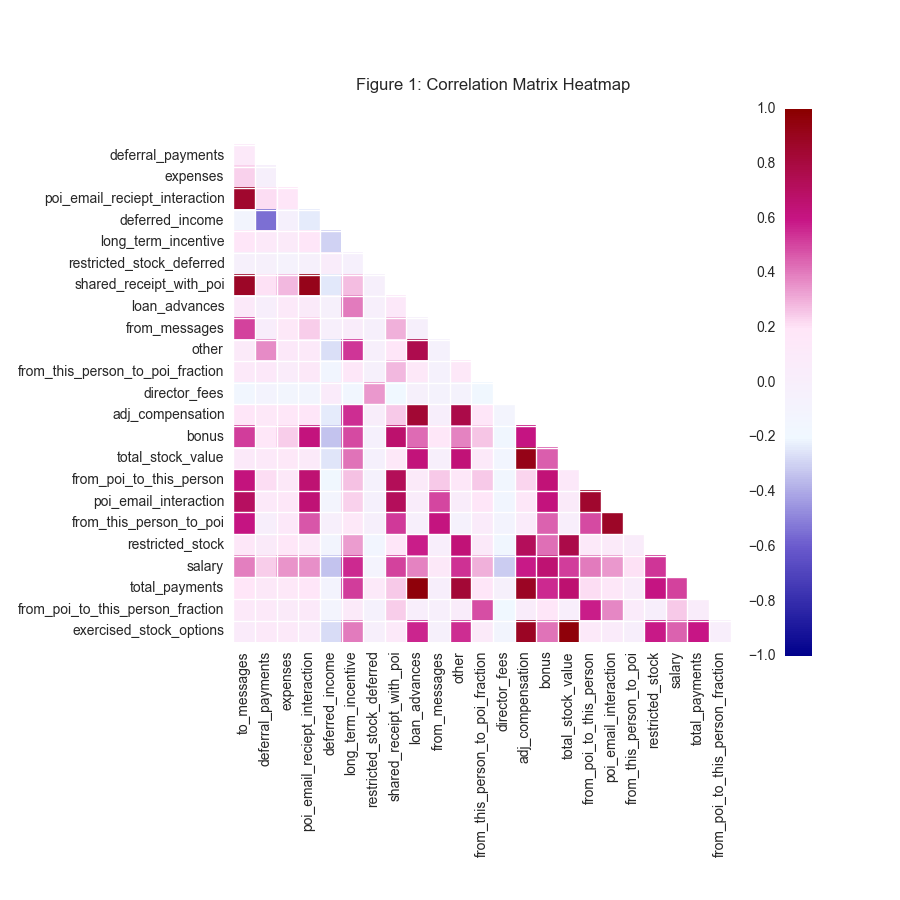 Figure 1: Correlation Matrix Heatmap
deferral_payments
expenses
poi_email_reciept_interaction
deferred_income
long_term_incentive
restricted_stock_deferred
shared_receipt_with_poi
loan_advances
from_messages
other
from_this_person_to_poi_fraction
director_fees
adj_compensation
bonus
total_stock_value
from_poi_to_this_person
poi_email_interaction
from_this_person_to_poi
restricted_stock
salary
total_payments
from_poi_to_this_person_fraction
exercised_stock_options
to_messages
deferral_payments
expenses
poi_email_reciept_interaction
deferred_income
long_term_incentive
restricted_stock_deferred
shared_receipt_with_poi
loan_advances
from_messages
other
from_this_person_to_poi_fraction
director_fees
adj_compensation
bonus
total_stock_value
from_poi_to_this_person
poi_email_interaction
from_this_person_to_poi
restricted_stock
salary
total_payments
from_poi_to_this_person_fraction
1.0
0.8
0.6
0.4
0.2
0.0
−0.2
−0.4
−0.6
−0.8
−1.0